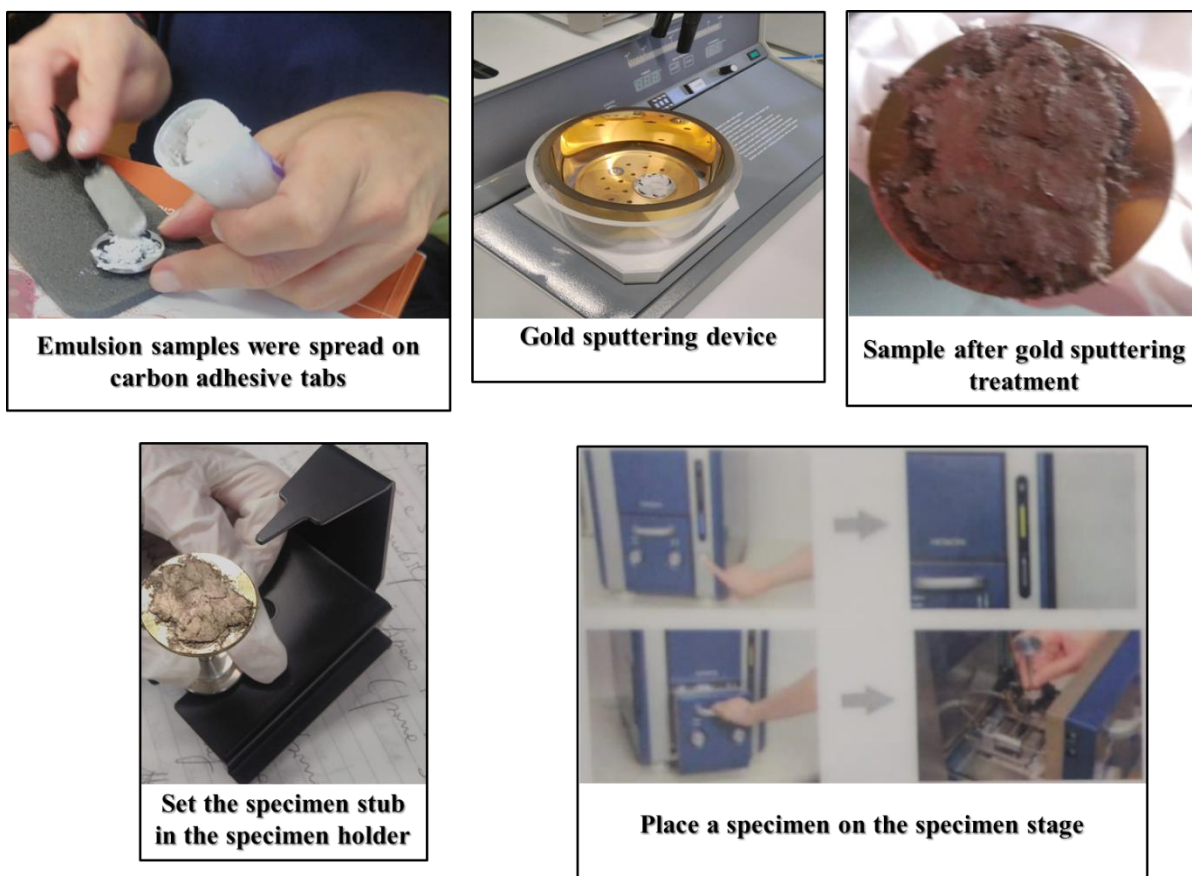 Emulsion samples were spread on
carbon adhesive tabs
Gold sputtering device
Sample after gold sputtering
treatment
Set the specimen stub
in the specimen holder
Place a specimen on the specimen stage